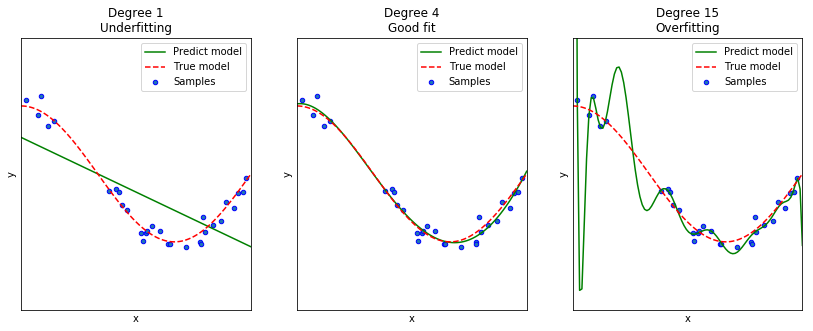 Degree 1
Underfitting
Predict model
True model
Samples
y
x
Degree 4
Good fit
Predict model
True model
Samples
y
x
Degree 15
Overfitting
Predict model
True model
Samples
y
x